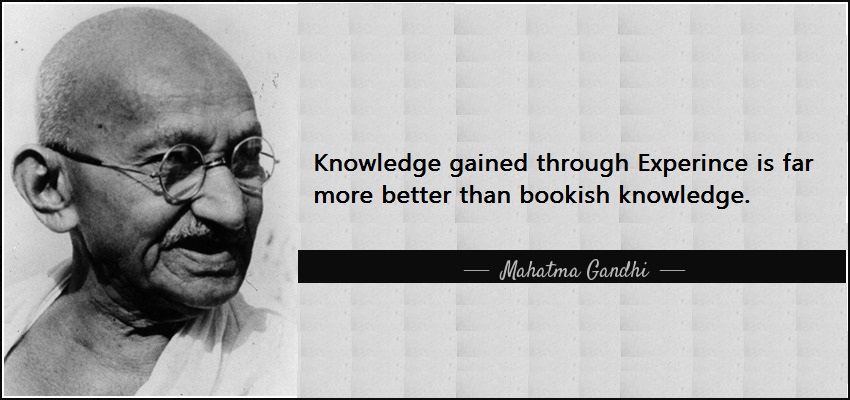 Knowledge gained through Experince is far
more better than bookish knowledge.
Mahatma Gandhi